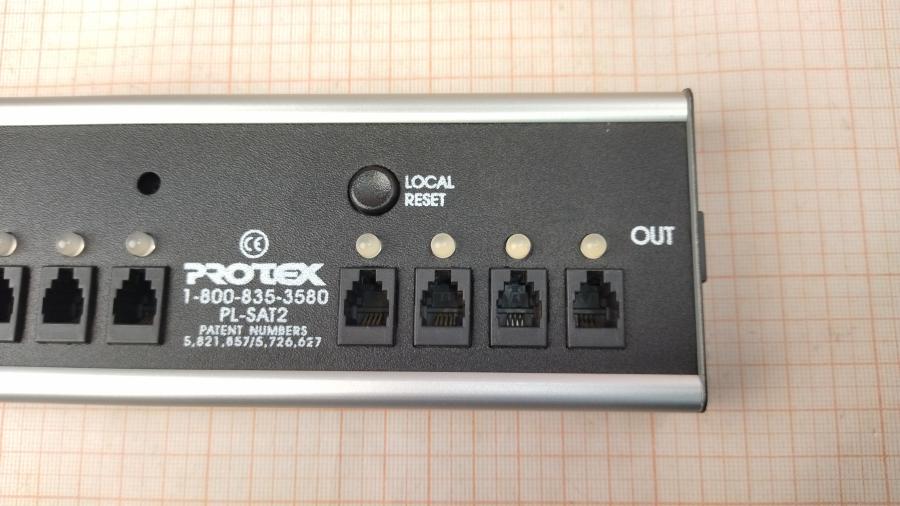 LOCAL
RESET
OUT
CE
PROTEX
1-800-835-3580
PL-SAT2
PATENT NUMBERS
5,821,857/5,726,627